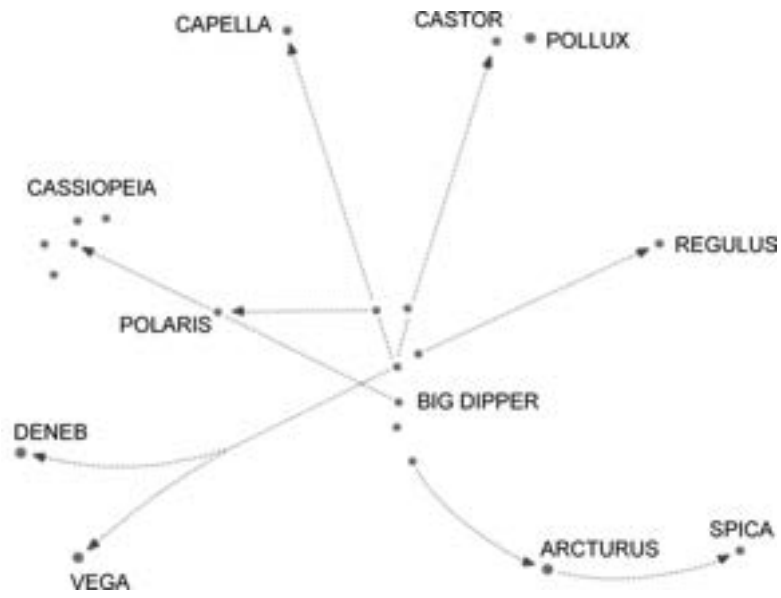 CAPELLA
CASTOR
POLLUX
CASSIOPEIA
REGULUS
POLARIS
BIG DIPPER
DENEB
SPICA
ARCTURUS
VEGA